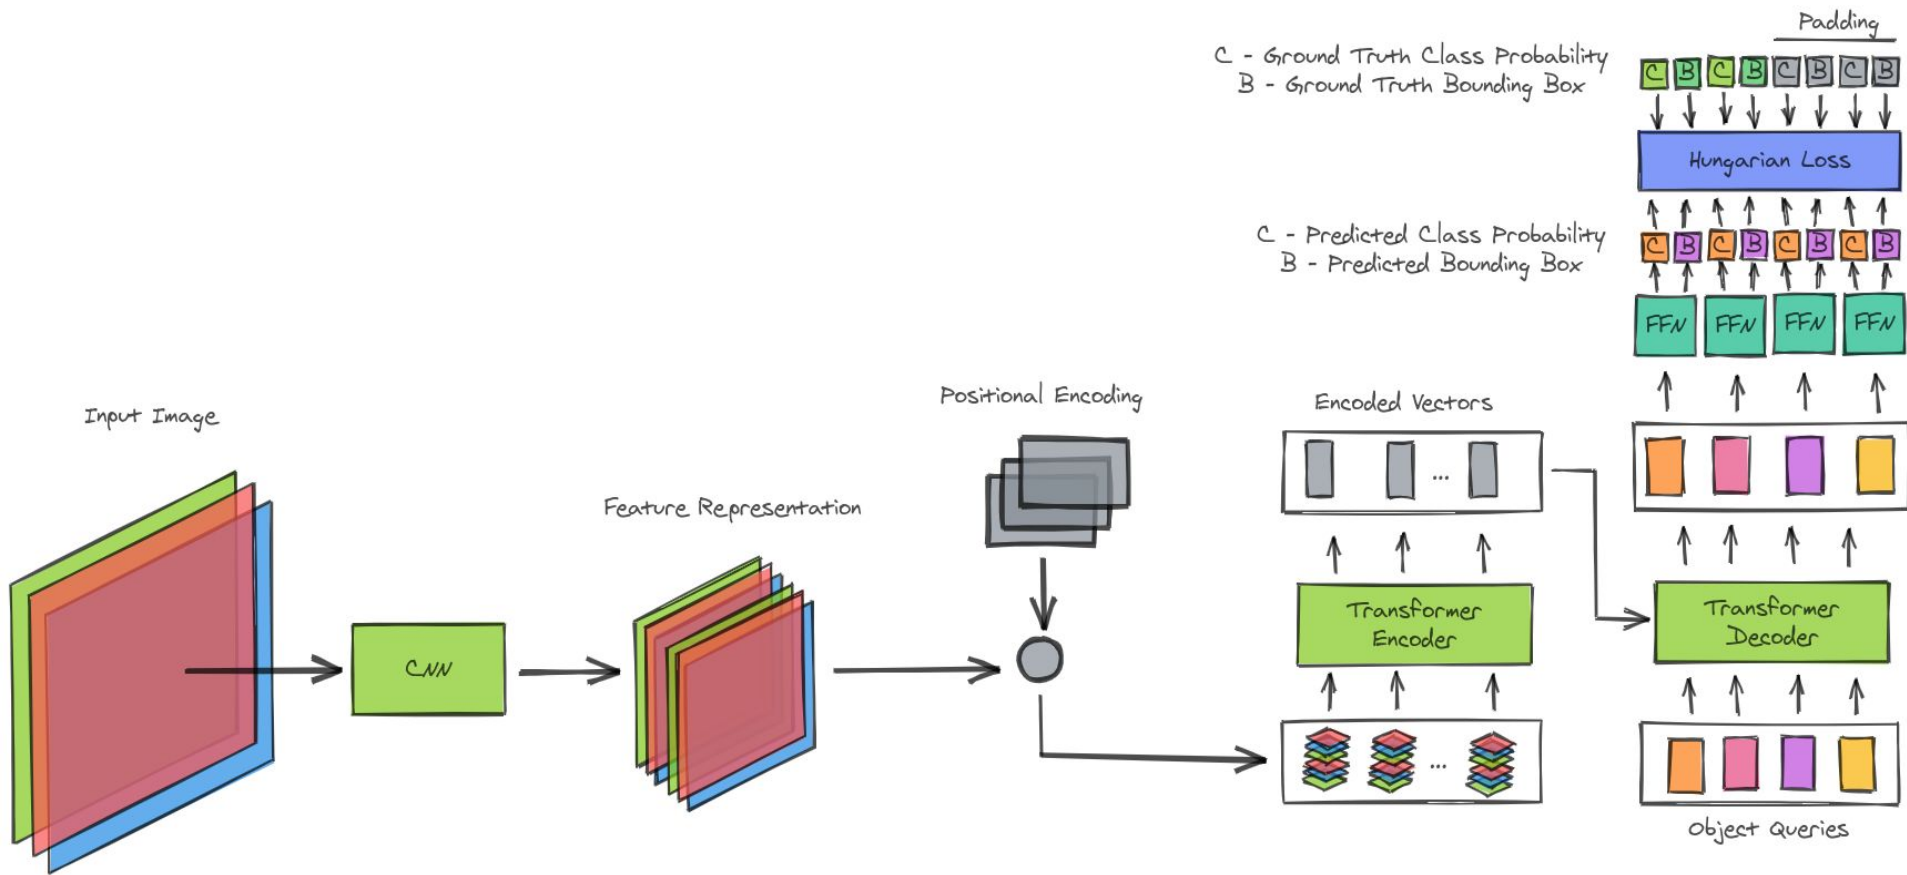 Padding
C - Ground Truth Class Probability
B - Ground Truth Bounding Box
C B C B C B C B
Hungarian Loss
C - Predicted Class Probability
B - Predicted Bounding Box
C B C B C B C B
FFN FFN FFN FFN
Input Image
CNN
Feature Representation
Positional Encoding
Encoded Vectors
...
Transformer
Encoder
...
Transformer
Decoder
Object Queries